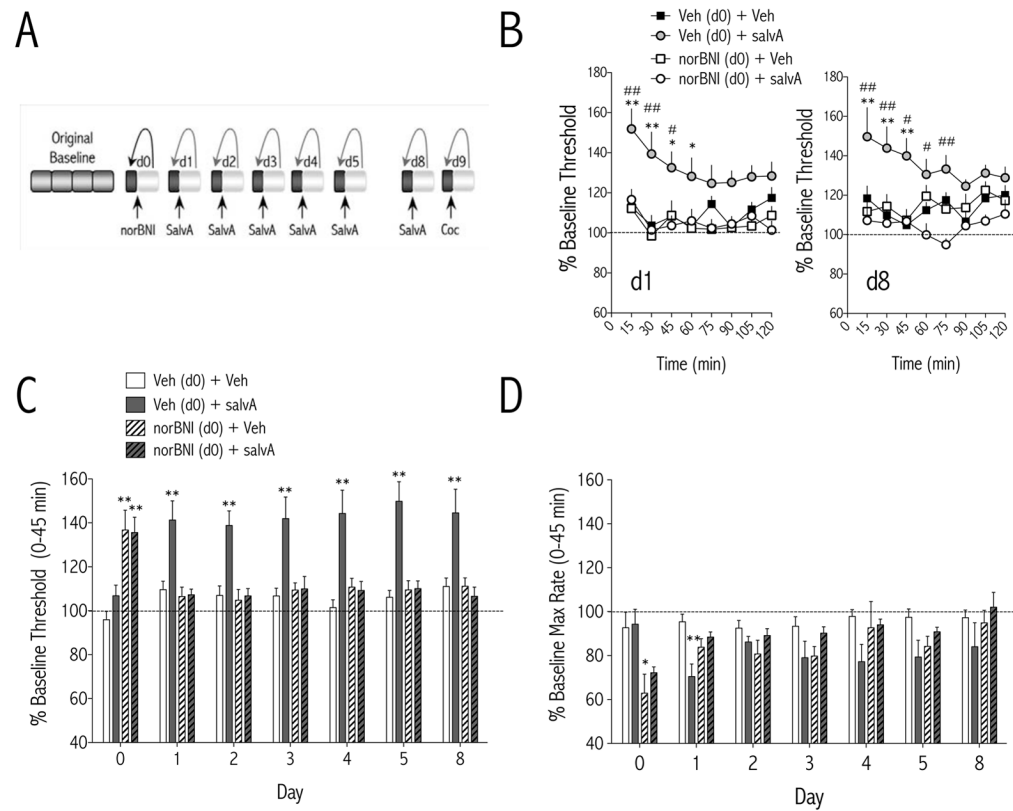 A
Original
Baseline
d0 d1 d2 d3 d4 d5 d8 d9
norBNI SalvA SalvA SalvA SalvA SalvA SalvA Coc
B
Veh (d0) + Veh
Veh (d0) + salvA
norBNI (d0) + Veh
norBNI (d0) + salvA
% Baseline Threshold
180
160
140
120
100
80
60
## ## #
** ** * *
d1
0 15 30 45 60 75 90 105 120
Time (min)
% Baseline Threshold
180
160
140
120
100
80
60
## ## # # ##
** ** **
d8
0 15 30 45 60 75 90 105 120
Time (min)
C
Veh (d0) + Veh
Veh (d0) + salvA
norBNI (d0) + Veh
norBNI (d0) + salvA
% Baseline Threshold (0-45 min)
160
140
120
100
80
60
40
** ** ** ** ** ** ** **
0 1 2 3 4 5 8
Day
D
% Baseline Max Rate (0-45 min)
160
140
120
100
80
60
40
* **
0 1 2 3 4 5 8
Day